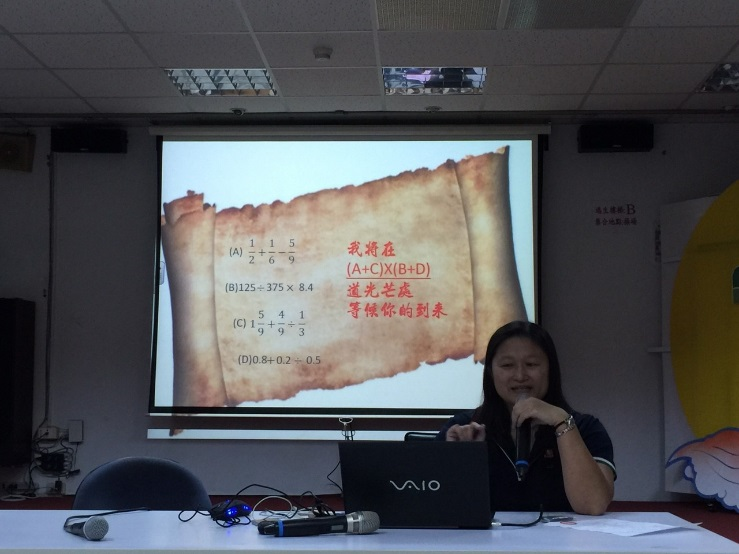 (A) 1/2 + 1/6 − 5/9
(B)125÷375 × 8.4
(C) 1 5/9 + 4/9 ÷ 1/3
(D)0.8+0.2 ÷ 0.5
我將在
(A+C)X(B+D)
道光芒處
等候你的到来
B
VAIO